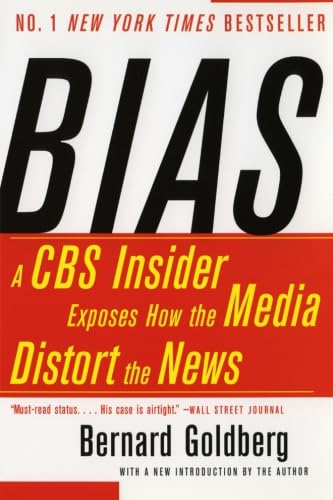 NO. 1 NEW YORK TIMES BESTSELLER
BIAS
A CBS Insider
Exposes How the Media
Distort the News
"Must-read status. . . . His case is airtight." —WALL STREET JOURNAL
Bernard Goldberg
WITH A NEW INTRODUCTION BY THE AUTHOR